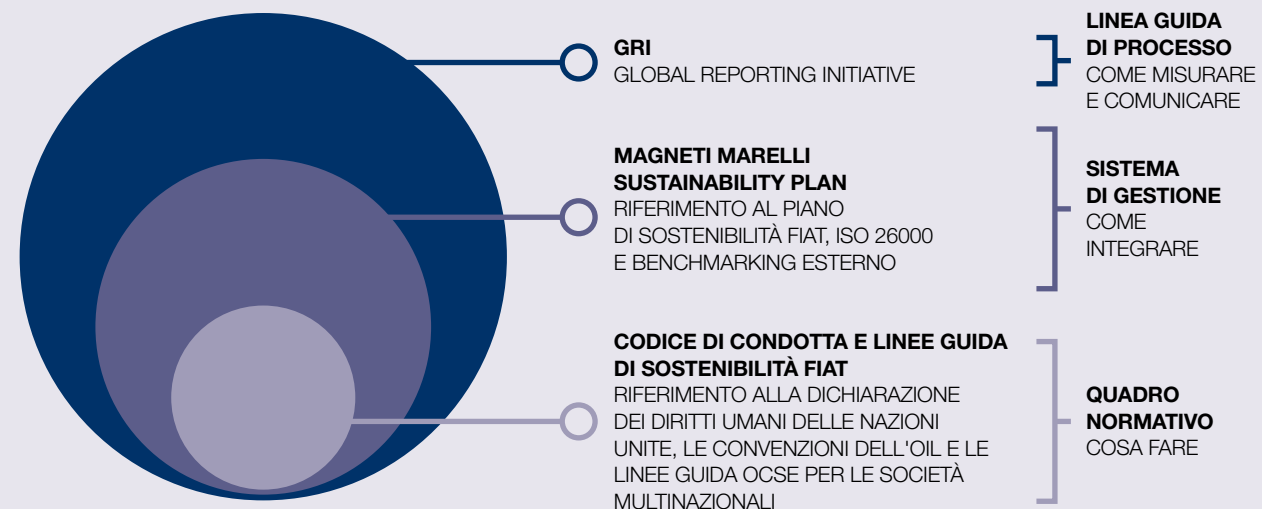 GRI
GLOBAL REPORTING INITIATIVE
LINEA GUIDA
DI PROCESSO
COME MISURARE
E COMUNICARE
MAGNETI MARELLI
SUSTAINABILITY PLAN
RIFERIMENTO AL PIANO
DI SOSTENIBILITÀ FIAT, ISO 26000
E BENCHMARKING ESTERNO
SISTEMA
DI GESTIONE
COME
INTEGRARE
CODICE DI CONDOTTA E LINEE GUIDA
DI SOSTENIBILITÀ FIAT
RIFERIMENTO ALLA DICHIARAZIONE
DEI DIRITTI UMANI DELLE NAZIONI
UNITE, LE CONVENZIONI DELL'OIL E LE
LINEE GUIDA OCSE PER LE SOCIETÀ
MULTINAZIONALI
QUADRO
NORMATIVO
COSA FARE